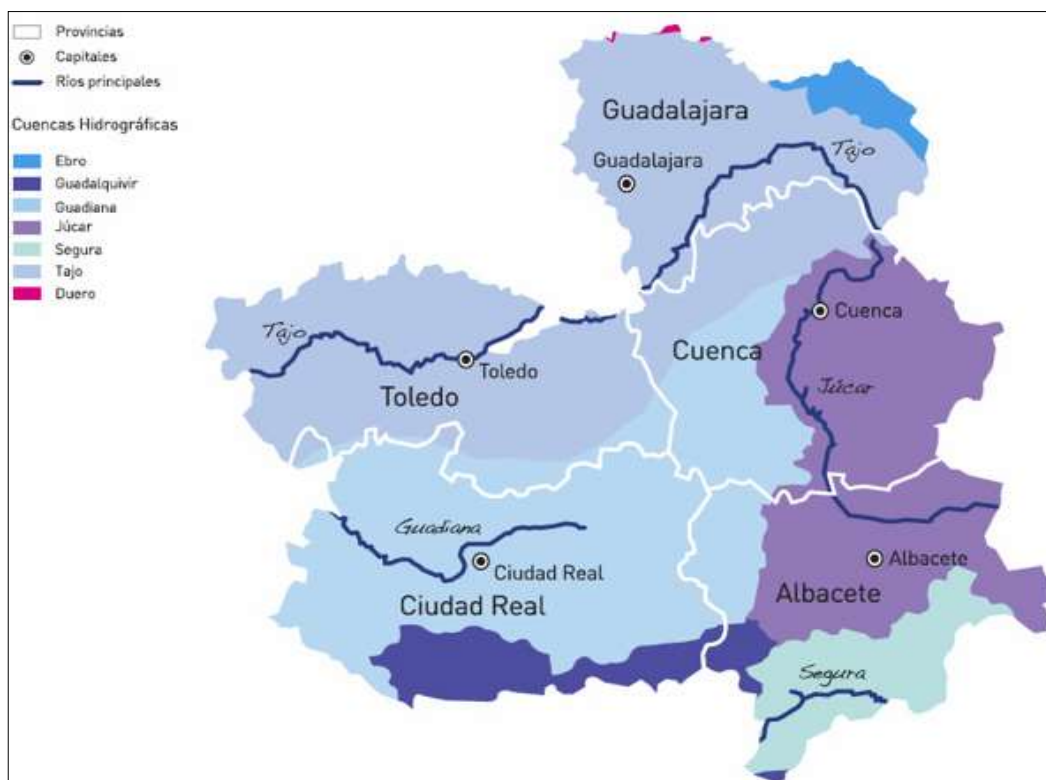 Provincias
Capitales
Ríos principales
Cuencas Hidrográficas
Ebro
Guadalquivir
Guadiana
Júcar
Segura
Tajo
Duero
Guadalajara
Guadalajara
Tajo
Cuenca
Cuenca
Júcar
Tajo
Toledo
Toledo
Guadiana
Ciudad Real
Ciudad Real
Albacete
Albacete
Segura